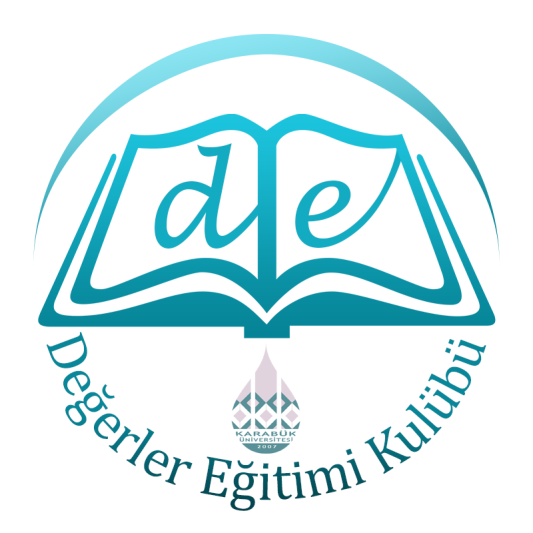 de
KARABÜK
ÜNİVERSİTESİ
2007
Değerler Eğitimi Kulübü